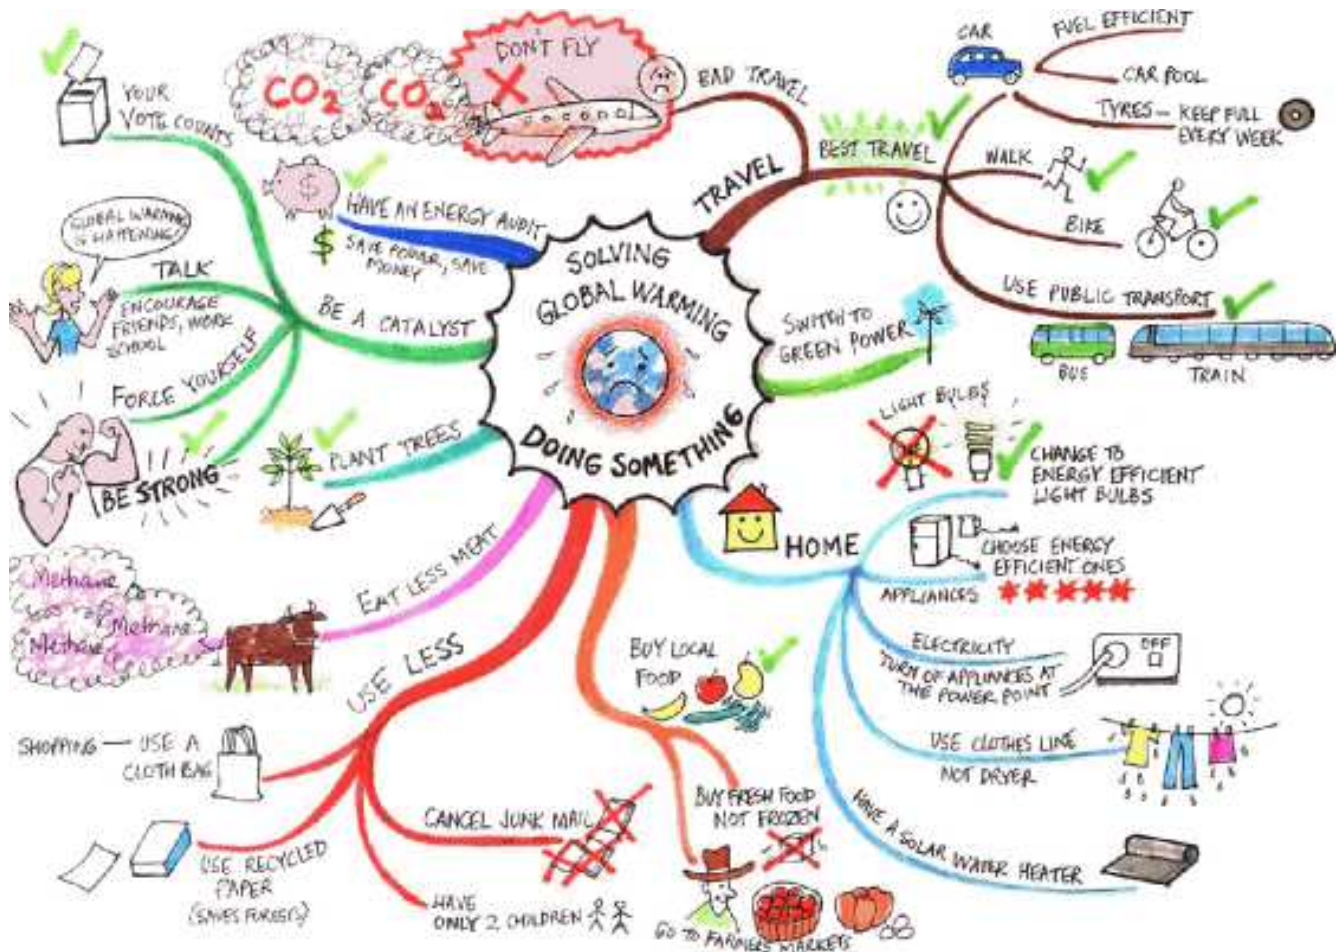 SOLVING
GLOBAL WARMING
DOING SOMETHING
TRAVEL
BAD TRAVEL
DON'T FLY
CO2
CO2
BEST TRAVEL
CAR
FUEL EFFICIENT
CAR POOL
TYRES — KEEP FULL
EVERY WEEK
WALK
BIKE
USE PUBLIC TRANSPORT
BUS
TRAIN
SWITCH TO
GREEN POWER
HOME
LIGHT BULBS
CHANGE TO
ENERGY EFFICIENT
LIGHT BULBS
CHOOSE ENERGY
EFFICIENT ONES
APPLIANCES
ELECTRICITY
TURN OF APPLIANCES AT
THE POWER POINT
OFF
USE CLOTHES LINE
NOT DRYER
HAVE A SOLAR WATER HEATER
BUY LOCAL
FOOD
BUY FRESH FOOD
NOT FROZEN
GO TO FARMERS MARKETS
USE LESS
CANCEL JUNK MAIL
HAVE
ONLY 2 CHILDREN
USE RECYCLED
PAPER
(SAVES FORESTS)
SHOPPING — USE A
CLOTH BAG
EAT LESS MEAT
Methane
Methane
Methane
PLANT TREES
BE A CATALYST
YOUR
VOTE COUNTS
TALK
ENCOURAGE
FRIENDS, WORK
SCHOOL
GLOBAL WARMING
IS HAPPENING!
FORCE YOURSELF
BE STRONG
HAVE AN ENERGY AUDIT
SAVE POWER, SAVE
MONEY
$
$